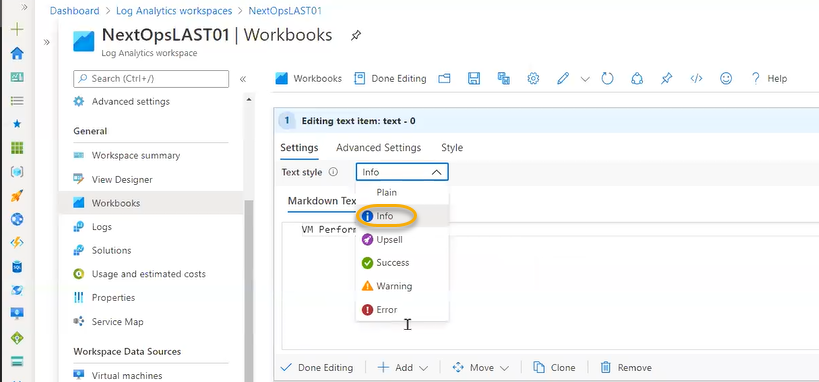 Dashboard > Log Analytics workspaces > NextOpsLAST01
NextOpsLAST01 | Workbooks
Log Analytics workspace
Search (Ctrl+/)
Advanced settings
General
Workspace summary
View Designer
Workbooks
Logs
Solutions
Usage and estimated costs
Properties
Service Map
Workspace Data Sources
Virtual machines
Workbooks Done Editing ? Help
1 Editing text item: text - 0
Settings Advanced Settings Style
Text style Info
Plain
Info
Upsell
Success
Warning
Error
Markdown Tex
VM Perform
Done Editing Add Move Clone Remove